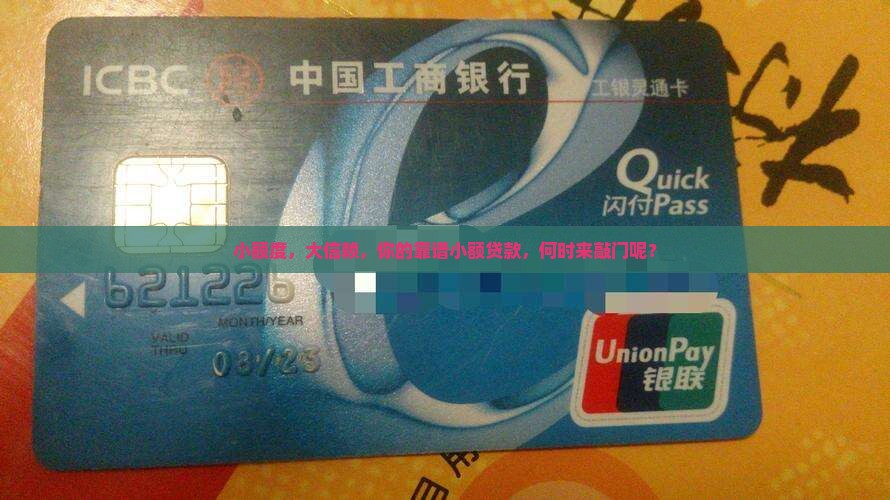 ICBC 中国工商银行 工银灵通卡
Quick
闪付Pass
小额度，大信赖，你的靠谱小额贷款，何时来敲门呢？
621226
MONTH/YEAR
VALID
THRU
UnionPay
银联